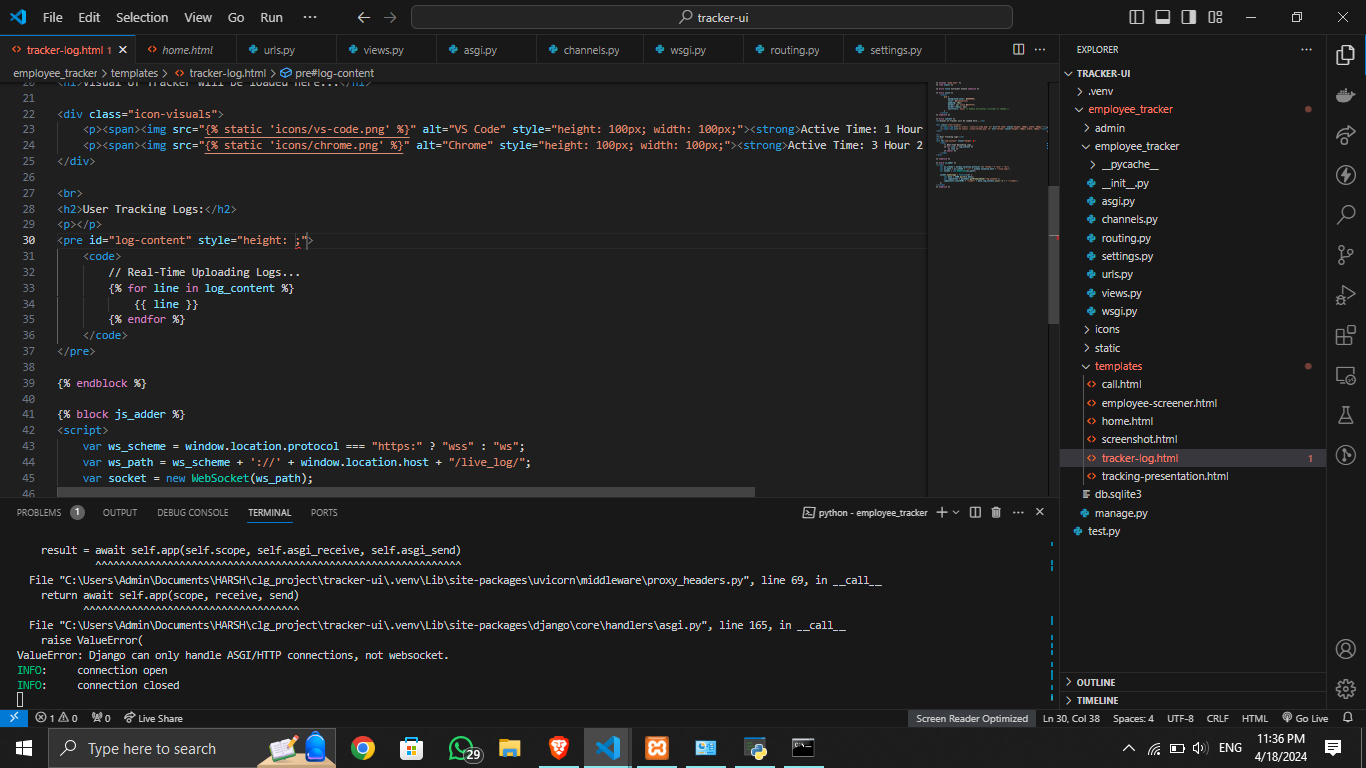 File Edit Selection View Go Run ··· tracker-ui
tracker-log.html 1 home.html urls.py views.py asgi.py channels.py wsgi.py routing.py settings.py
employee_tracker > templates > tracker-log.html > pre#log-content
21
22 <div class="icon-visuals">
23 <p><span><img src="{% static 'icons/vs-code.png' %}" alt="VS Code" style="height: 100px; width: 100px;"><strong>Active Time: 1 Hour
24 <p><span><img src="{% static 'icons/chrome.png' %}" alt="Chrome" style="height: 100px; width: 100px;"><strong>Active Time: 3 Hour 2
25 </div>
26
27 <br>
28 <h2>User Tracking Logs:</h2>
29 <p></p>
30 <pre id="log-content" style="height: ;">
31 <code>
32 // Real-Time Uploading Logs...
33 {% for line in log_content %}
34 {{ line }}
35 {% endfor %}
36 </code>
37 </pre>
38
39 {% endblock %}
40
41 {% block js_adder %}
42 <script>
43 var ws_scheme = window.location.protocol === "https:" ? "wss" : "ws";
44 var ws_path = ws_scheme + '://' + window.location.host + "/live_log/";
45 var socket = new WebSocket(ws_path);
46
PROBLEMS 1 OUTPUT DEBUG CONSOLE TERMINAL PORTS python - employee_tracker
result = await self.app(self.scope, self.asgi_receive, self.asgi_send)
^^^^^^^^^^^^^^^^^^^^^^^^^^^^^^^^^^^^^^^^^^^^^^^^^^^^^^^^^^^^^
File "C:\Users\Admin\Documents\HARSH\clg_project\tracker-ui\.venv\Lib\site-packages\uvicorn\middleware\proxy_headers.py", line 69, in __call__
return await self.app(scope, receive, send)
^^^^^^^^^^^^^^^^^^^^^^^^^^^^^^^^^^^^
File "C:\Users\Admin\Documents\HARSH\clg_project\tracker-ui\.venv\Lib\site-packages\django\core\handlers\asgi.py", line 165, in __call__
raise ValueError(
ValueError: Django can only handle ASGI/HTTP connections, not websocket.
INFO: connection open
INFO: connection closed
EXPLORER
TRACKER-UI
.venv
employee_tracker
admin
employee_tracker
__pycache__
__init__.py
asgi.py
channels.py
routing.py
settings.py
urls.py
views.py
wsgi.py
icons
static
templates
call.html
employee-screener.html
home.html
screenshot.html
tracker-log.html 1
tracking-presentation.html
db.sqlite3
manage.py
test.py
OUTLINE
TIMELINE
1 0 0 Live Share Screen Reader Optimized Ln 30, Col 38 Spaces: 4 UTF-8 CRLF HTML Go Live
Type here to search 29 ENG 11:36 PM
4/18/2024